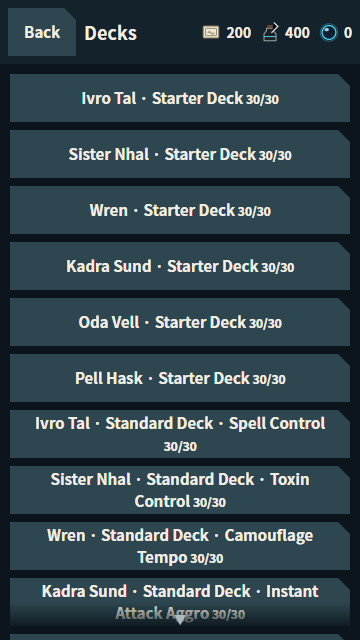 Back
Decks
200
400
0
Ivro Tal · Starter Deck 30/30
Sister Nhal · Starter Deck 30/30
Wren · Starter Deck 30/30
Kadra Sund · Starter Deck 30/30
Oda Vell · Starter Deck 30/30
Pell Hask · Starter Deck 30/30
Ivro Tal · Standard Deck · Spell Control
30/30
Sister Nhal · Standard Deck · Toxin
Control 30/30
Wren · Standard Deck · Camouflage
Tempo 30/30
Kadra Sund · Standard Deck · Instant
Attack Aggro 30/30